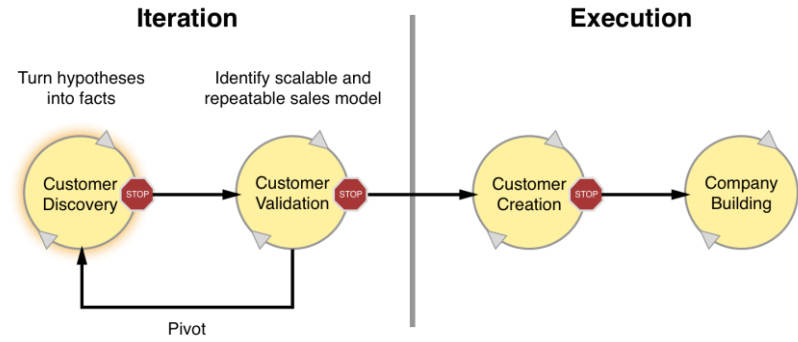 Iteration
Execution
Turn hypotheses
into facts
Identify scalable and
repeatable sales model
Customer
Discovery
STOP
Customer
Validation
STOP
Customer
Creation
STOP
Company
Building
Pivot